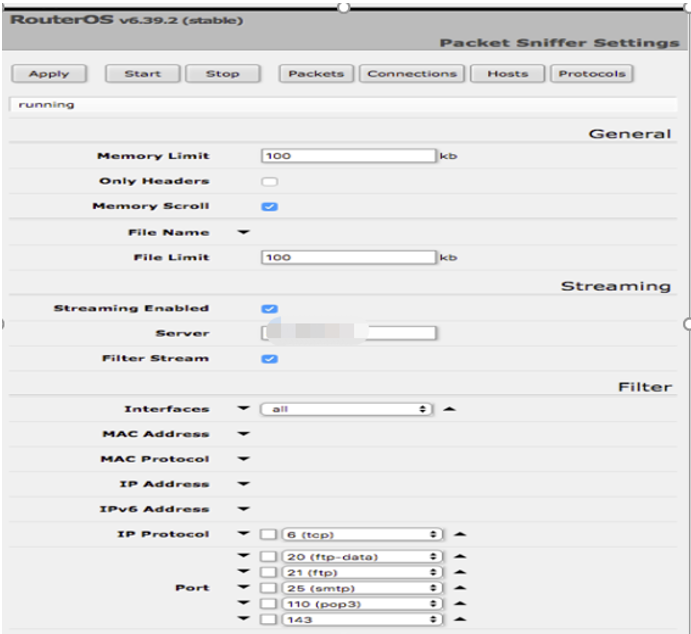 RouterOS v6.39.2 (stable)
Packet Sniffer Settings
Apply Start Stop Packets Connections Hosts Protocols
running
General
Memory Limit 100 kb
Only Headers
Memory Scroll
File Name
File Limit 100 kb
Streaming
Streaming Enabled
Server
Filter Stream
Filter
Interfaces all
MAC Address
MAC Protocol
IP Address
IPv6 Address
IP Protocol 6 (tcp)
20 (ftp-data)
21 (ftp)
Port 25 (smtp)
110 (pop3)
143